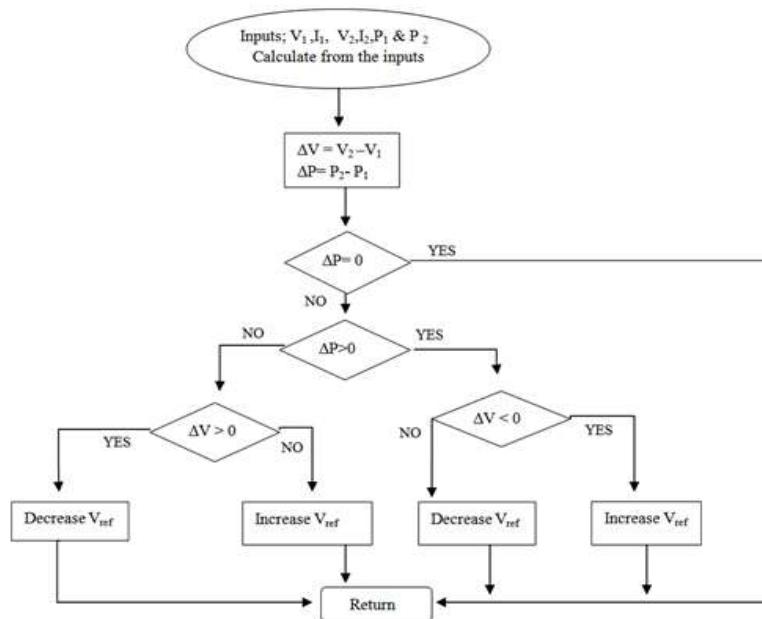 Inputs; V₁ ,I₁, V₂,I₂,P₁ & P ₂
Calculate from the inputs
ΔV = V₂ –V₁
ΔP= P₂- P₁
ΔP= 0
YES
NO
NO
ΔP>0
YES
YES
ΔV > 0
NO
NO
ΔV < 0
YES
Decrease Vref
Increase Vref
Decrease Vref
Increase Vref
Return